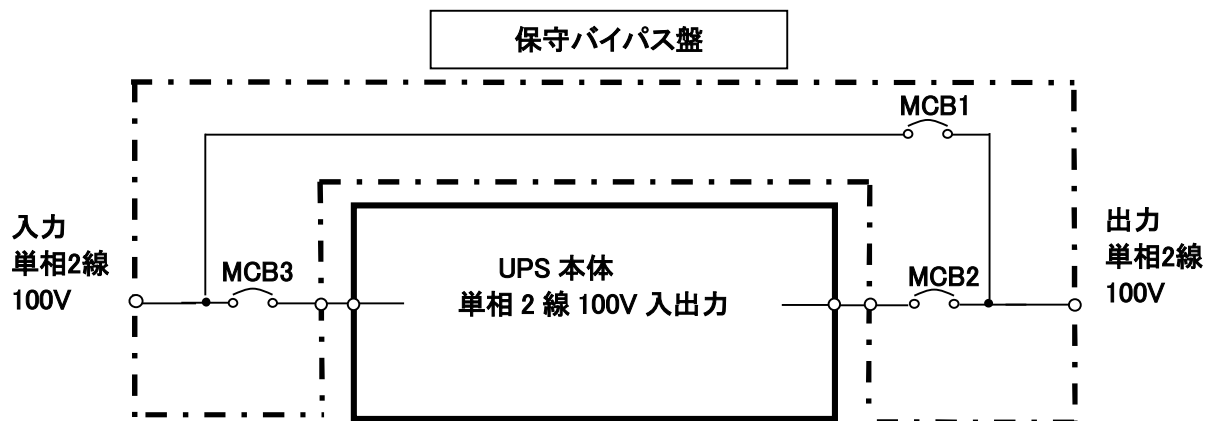 保守バイパス盤
MCB1
入力
単相2線
100V
MCB3
UPS 本体
単相 2 線 100V 入出力
MCB2
出力
単相2線
100V